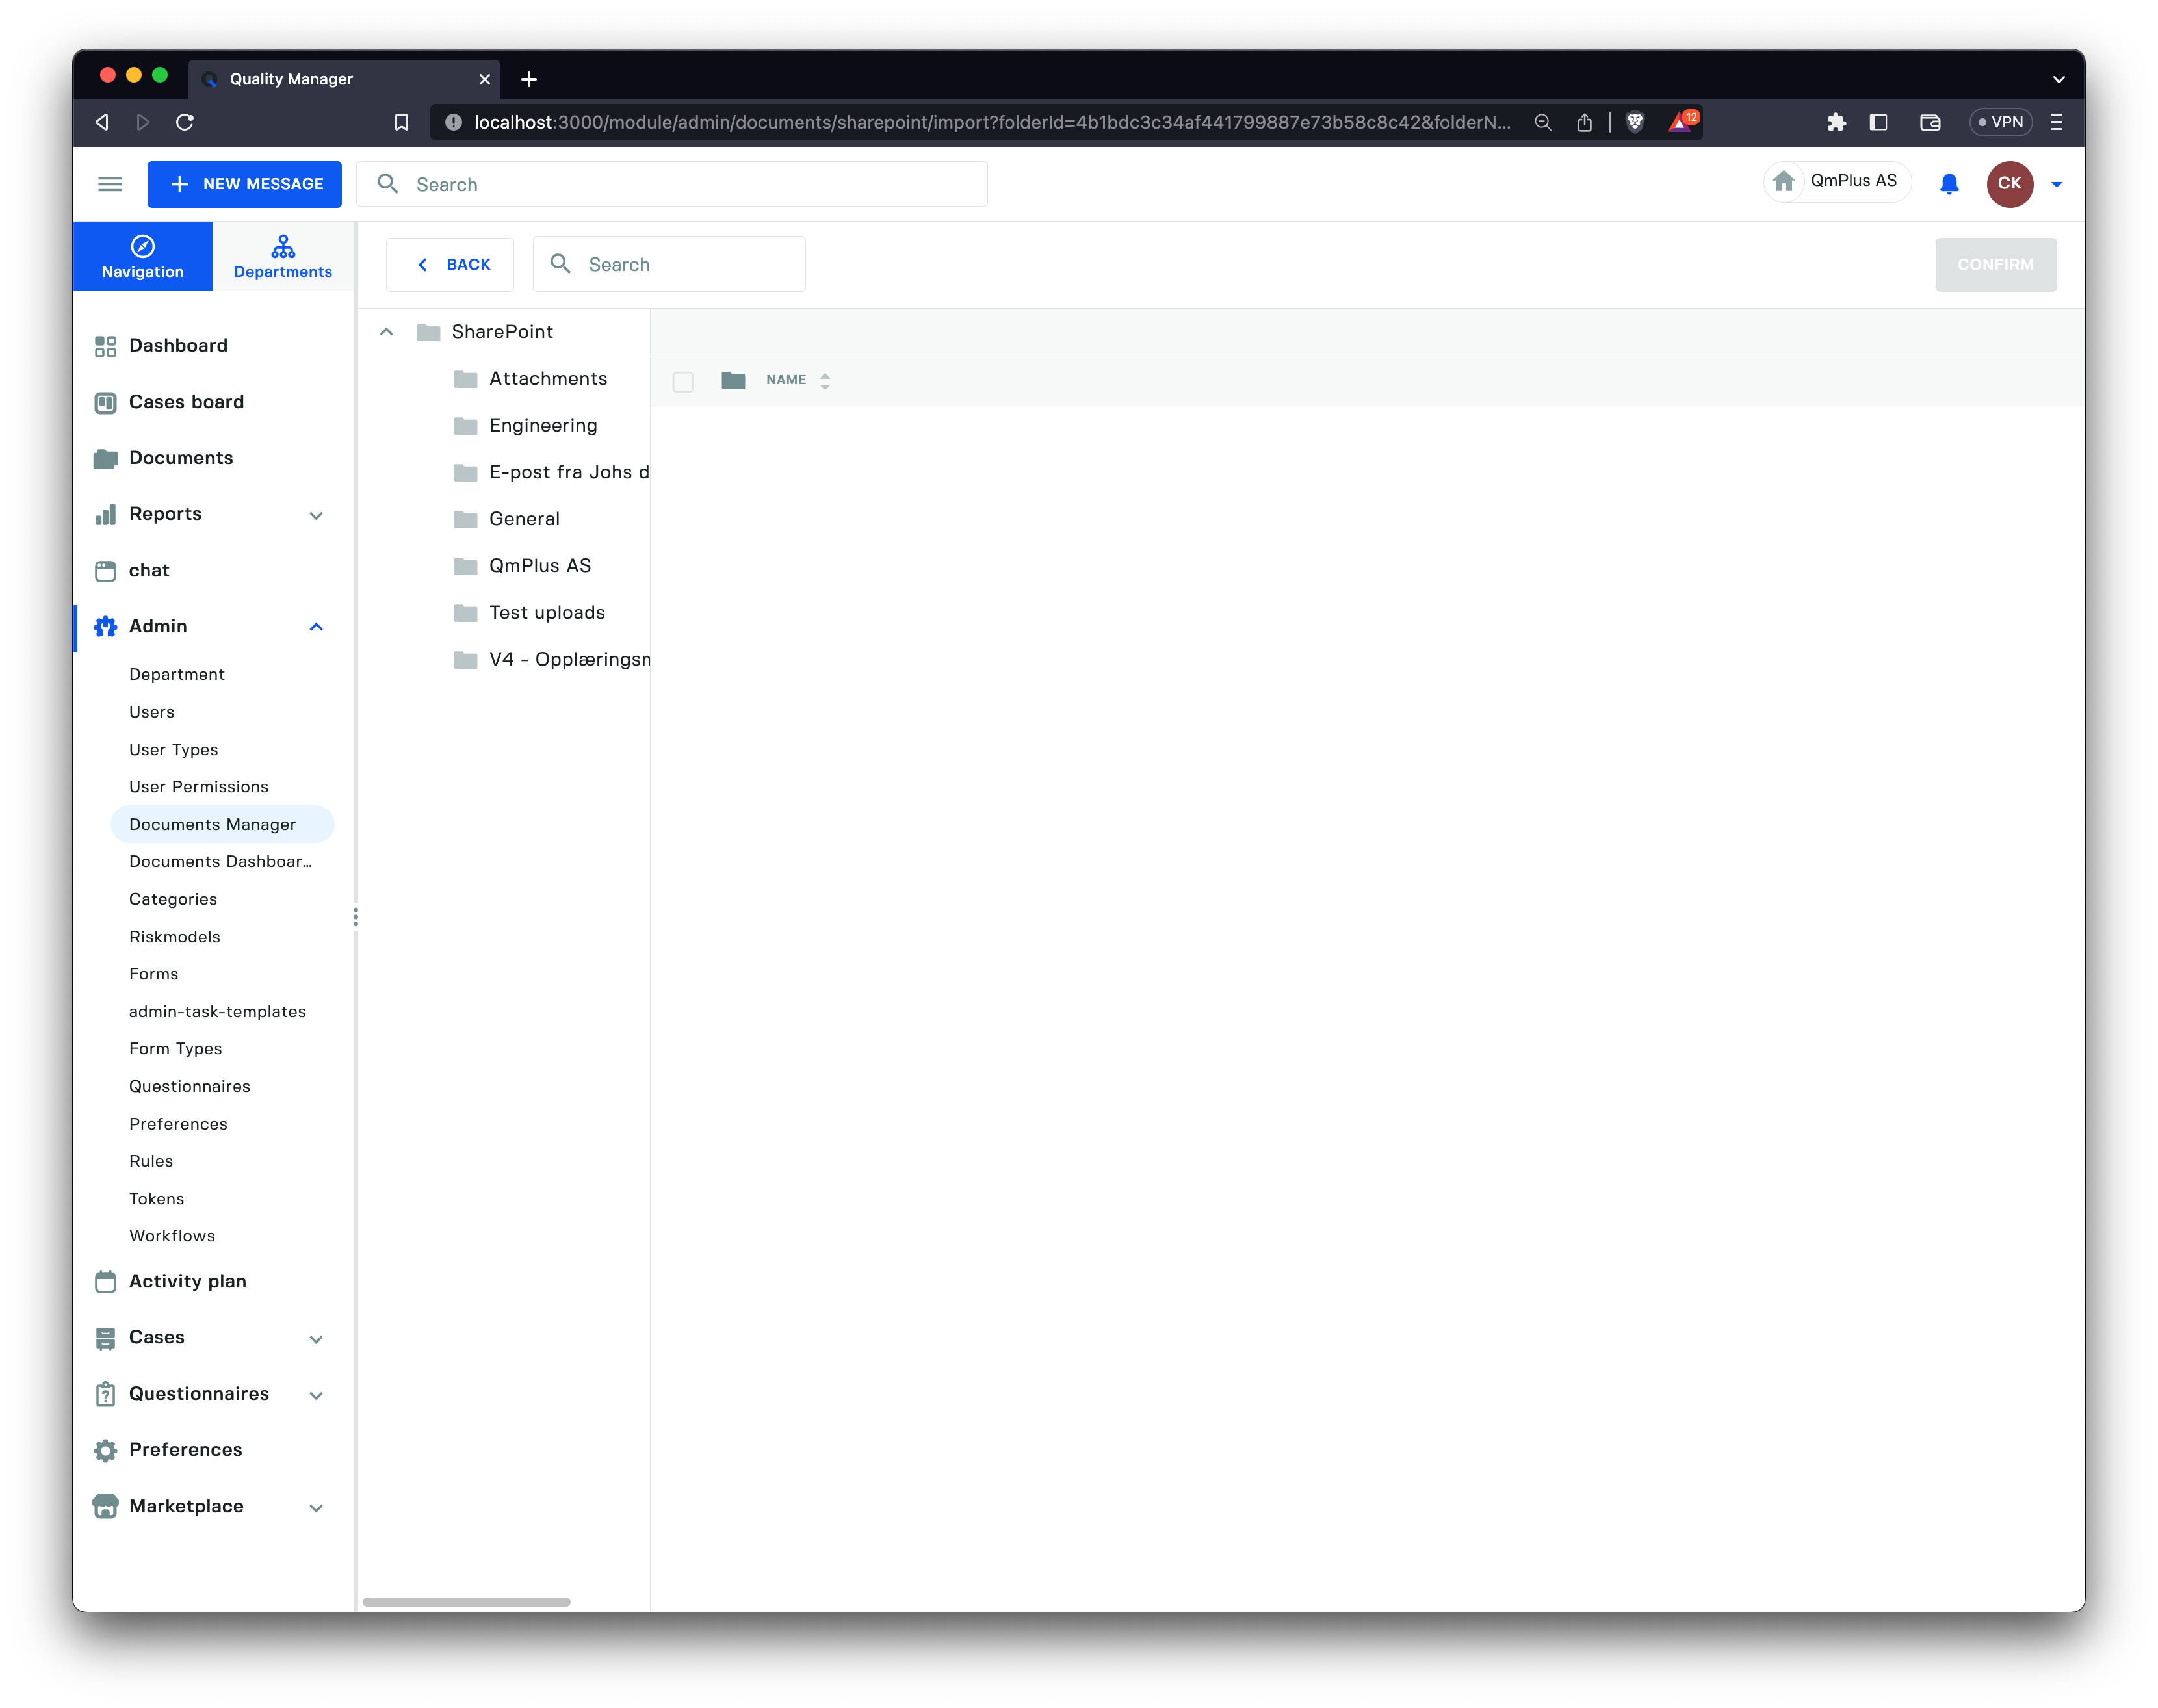 Quality Manager
localhost:3000/module/admin/documents/sharepoint/import?folderId=4b1bdc3c34af441799887e73b58c8c42&folderN...
12
VPN
NEW MESSAGE
Search
QmPlus AS
CK
Navigation
Departments
BACK
Search
CONFIRM
Dashboard
Cases board
Documents
Reports
chat
Admin
Department
Users
User Types
User Permissions
Documents Manager
Documents Dashboar...
Categories
Riskmodels
Forms
admin-task-templates
Form Types
Questionnaires
Preferences
Rules
Tokens
Workflows
Activity plan
Cases
Questionnaires
Preferences
Marketplace
SharePoint
Attachments
Engineering
E-post fra Johs d
General
QmPlus AS
Test uploads
V4 - Opplæringsm
NAME